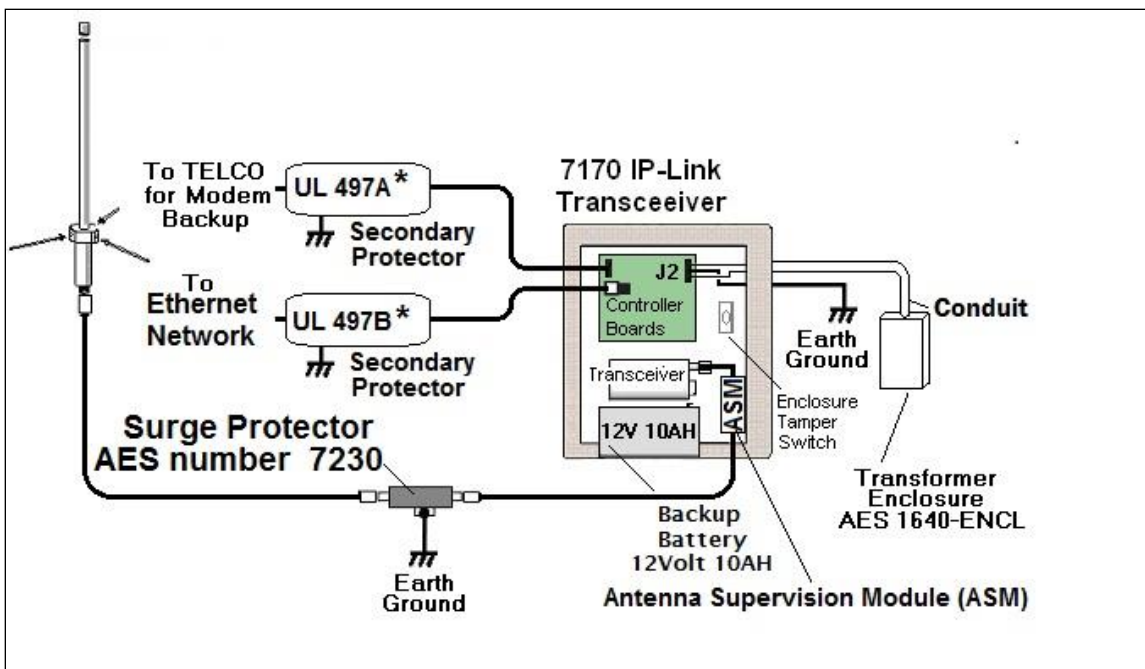 To TELCO
for Modem
Backup
UL 497A*
Secondary
Protector
To
Ethernet
Network
UL 497B*
Secondary
Protector
7170 IP-Link
Transceeiver
J2
Controller
Boards
Transceiver
12V 10AH
ASM
Enclosure
Tamper
Switch
Earth
Ground
Conduit
Transformer
Enclosure
AES 1640-ENCL
Surge Protector
AES number 7230
Earth
Ground
Backup
Battery
12Volt 10AH
Antenna Supervision Module (ASM)